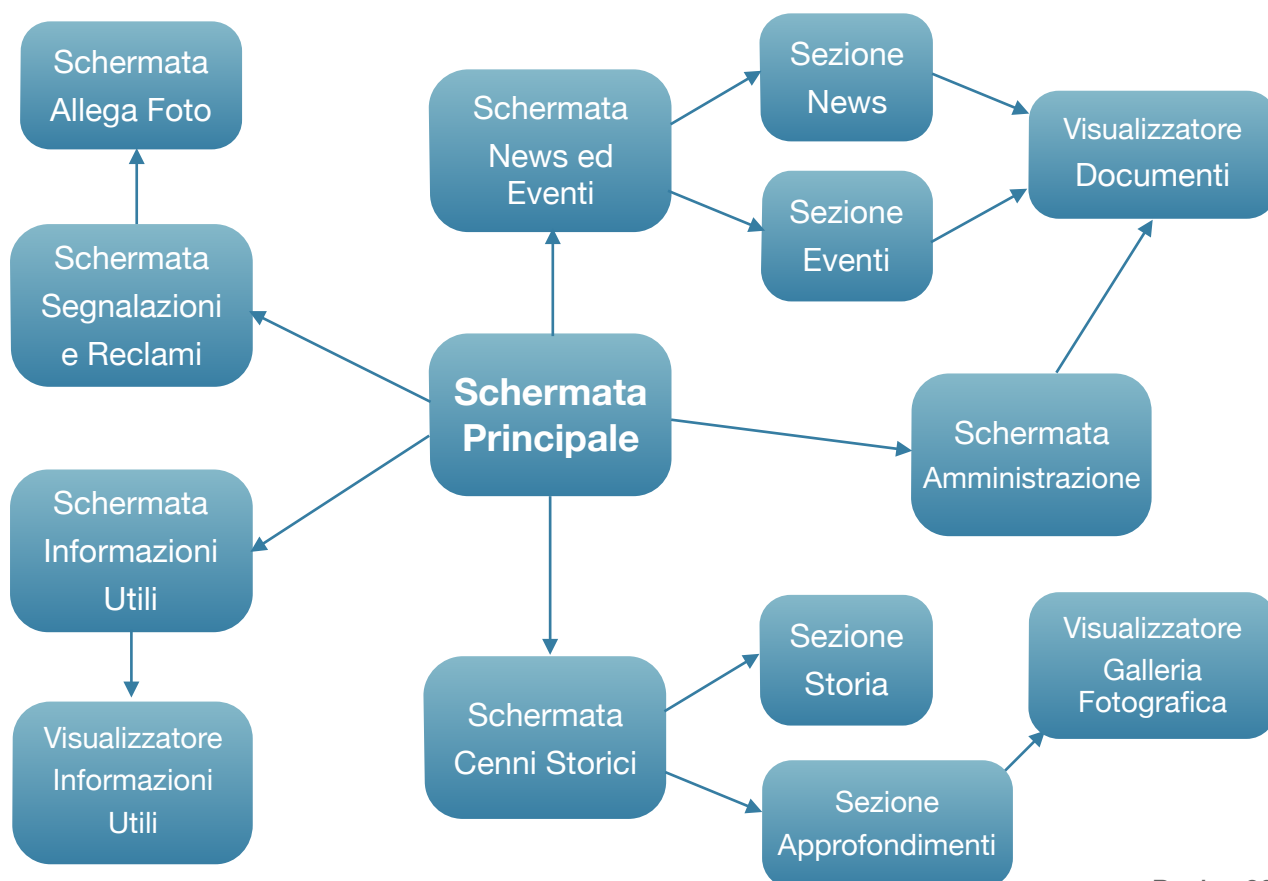 Schermata
Allega Foto
Schermata
Segnalazioni
e Reclami
Schermata
Informazioni
Utili
Visualizzatore
Informazioni
Utili
Schermata
News ed
Eventi
Schermata
Principale
Schermata
Cenni Storici
Sezione
News
Sezione
Eventi
Visualizzatore
Documenti
Schermata
Amministrazione
Sezione
Storia
Sezione
Approfondimenti
Visualizzatore
Galleria
Fotografica